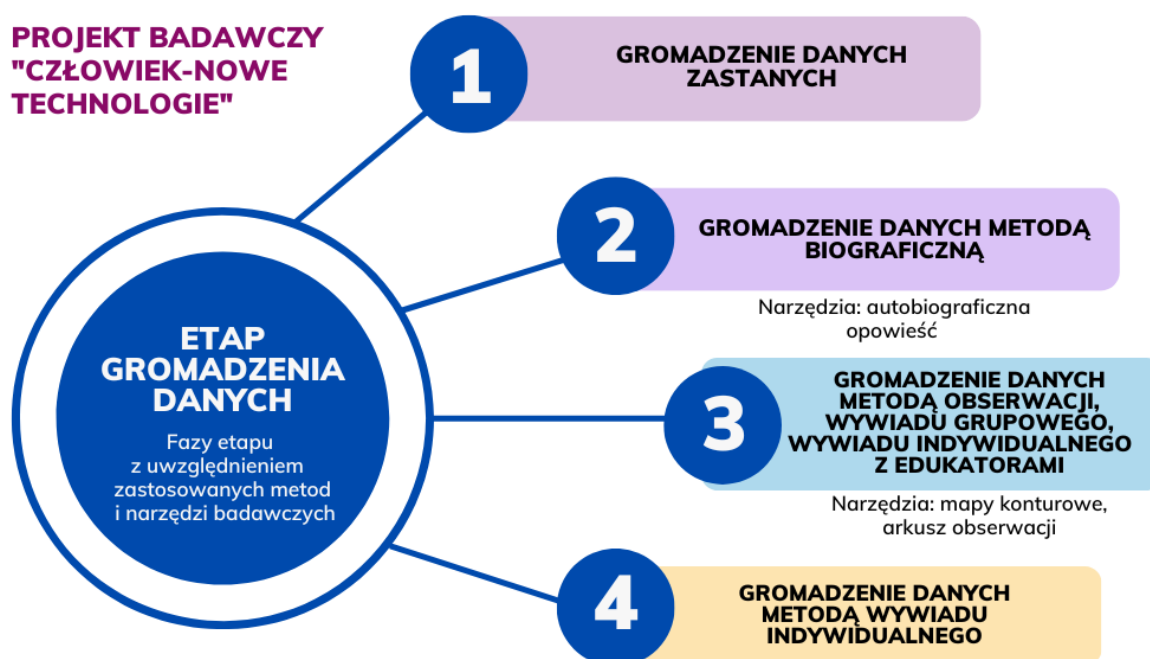 PROJEKT BADAWCZY
"CZŁOWIEK-NOWE
TECHNOLOGIE"
1
GROMADZENIE DANYCH
ZASTANYCH
2
GROMADZENIE DANYCH METODĄ
BIOGRAFICZNĄ
Narzędzia: autobiograficzna
opowieść
ETAP
GROMADZENIA
DANYCH
Fazy etapu
z uwzględnieniem
zastosowanych metod
i narzędzi badawczych
3
GROMADZENIE DANYCH
METODĄ OBSERWACJI,
WYWIADU GRUPOWEGO,
WYWIADU INDYWIDUALNEGO
Z EDUKATORAMI
Narzędzia: mapy konturowe,
arkusz obserwacji
4
GROMADZENIE DANYCH
METODĄ WYWIADU
INDYWIDUALNEGO